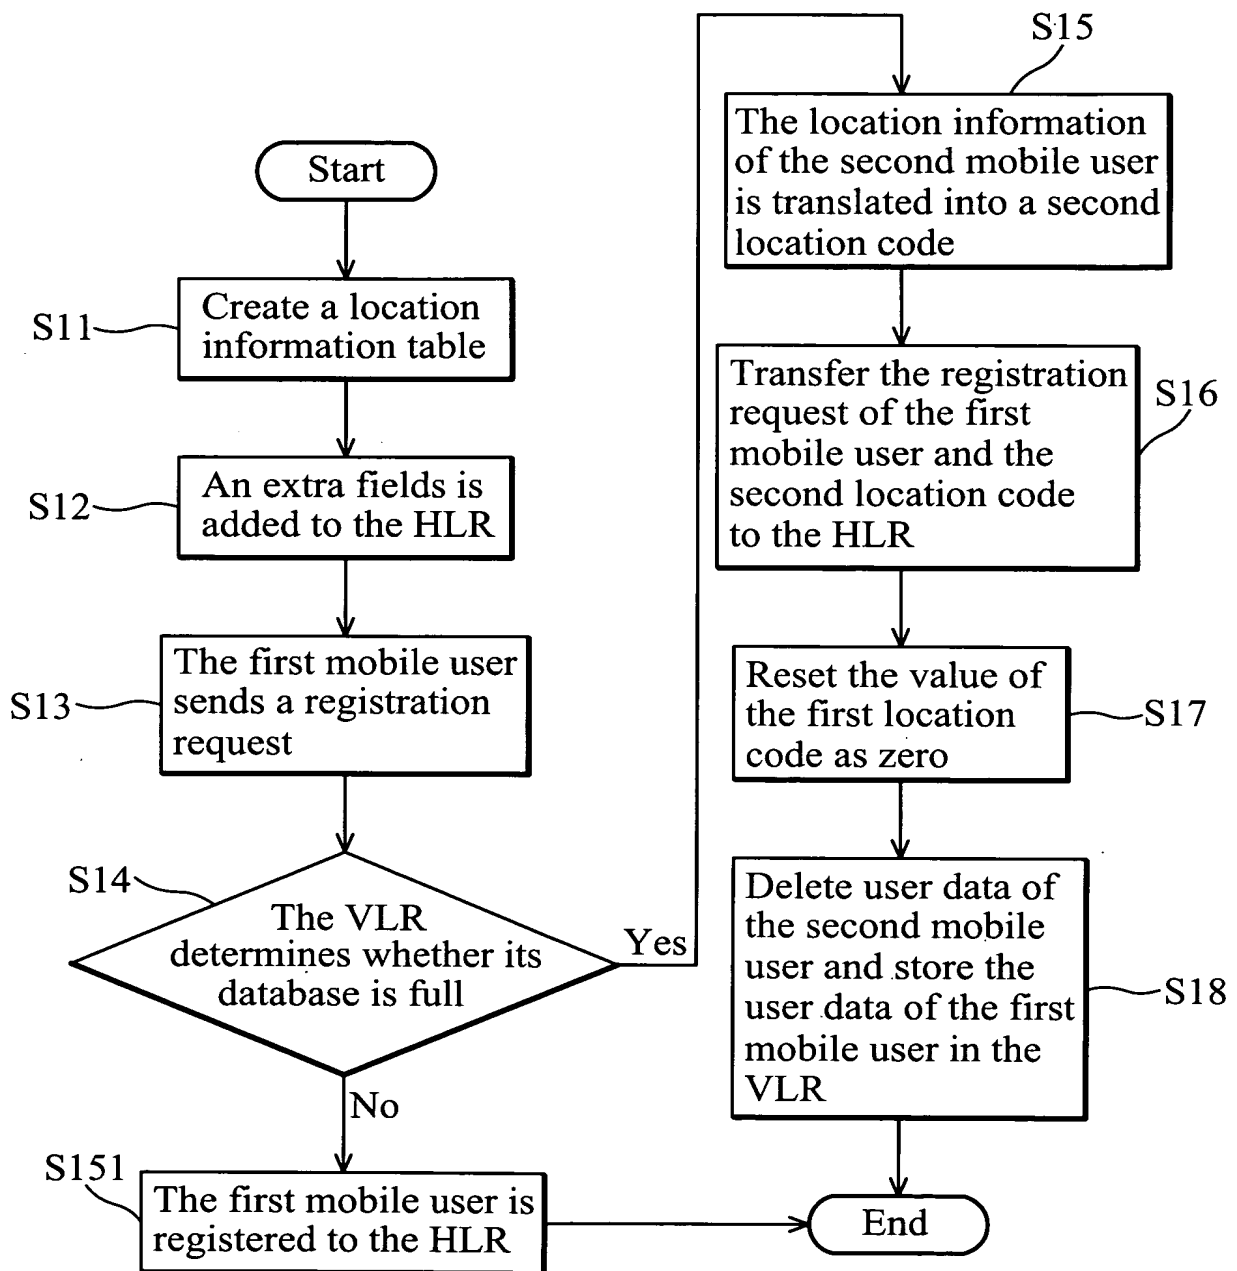 Start
S11
Create a location
information table
S12
An extra fields is
added to the HLR
S13
The first mobile user
sends a registration
request
S14
The VLR
determines whether its
database is full
Yes
No
S151
The first mobile user is
registered to the HLR
S15
The location information
of the second mobile user
is translated into a second
location code
S16
Transfer the registration
request of the first
mobile user and the
second location code
to the HLR
S17
Reset the value of
the first location
code as zero
S18
Delete user data of
the second mobile
user and store the
user data of the first
mobile user in the
VLR
End